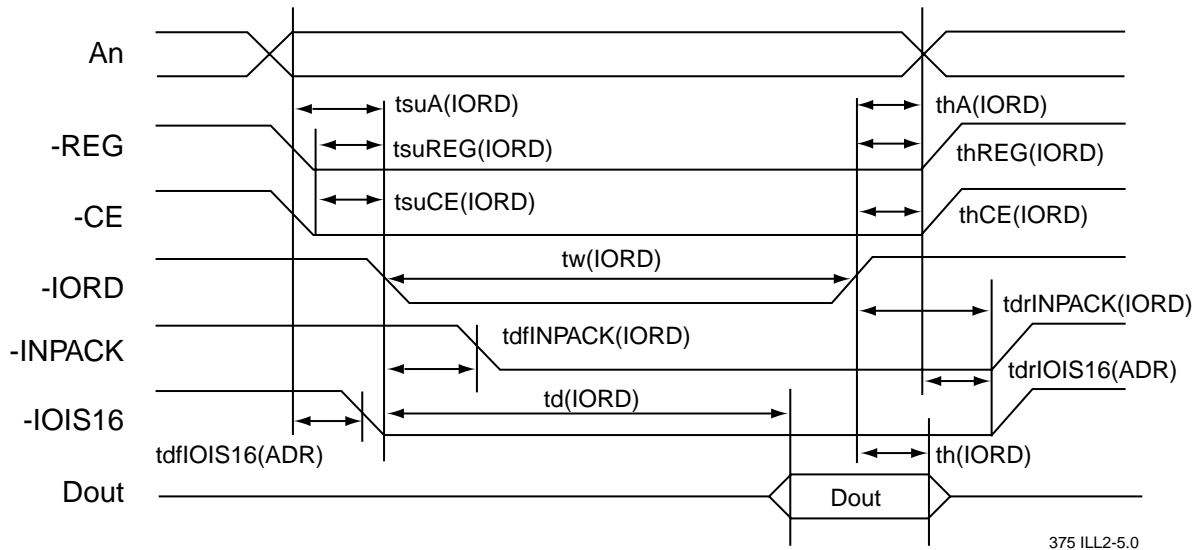 An
tsuA(IORD)
thA(IORD)
-REG
tsuREG(IORD)
thREG(IORD)
-CE
tsuCE(IORD)
thCE(IORD)
tw(IORD)
-IORD
tdrINPACK(IORD)
-INPACK
tdfINPACK(IORD)
tdrIOIS16(ADR)
-IOIS16
td(IORD)
tdfIOIS16(ADR)
th(IORD)
Dout
Dout
375 ILL2-5.0